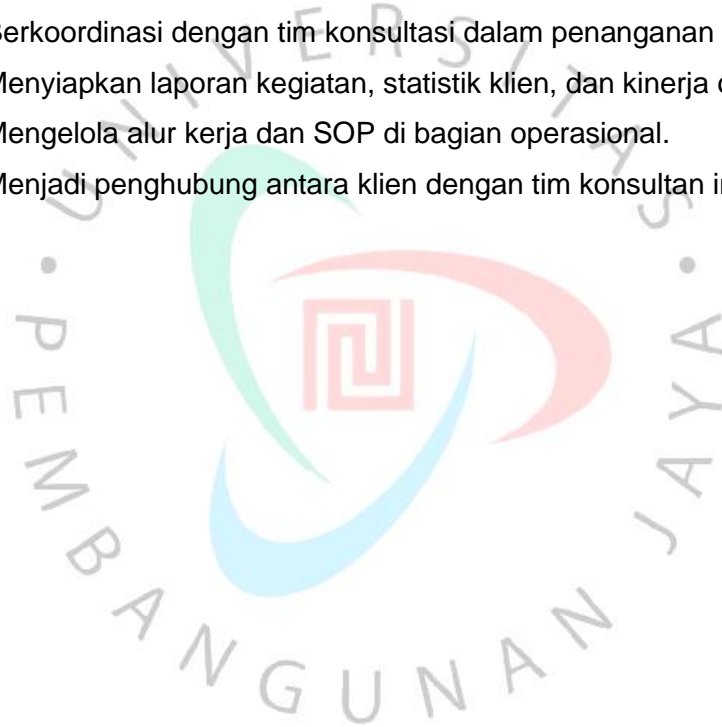 Berkoordinasi dengan tim konsultasi dalam penanganan
Menyiapkan laporan kegiatan, statistik klien, dan kinerja
Mengelola alur kerja dan SOP di bagian operasional.
Menjadi penghubung antara klien dengan tim konsultan
UNIVERSITAS
PEMBANGUNAN JAYA